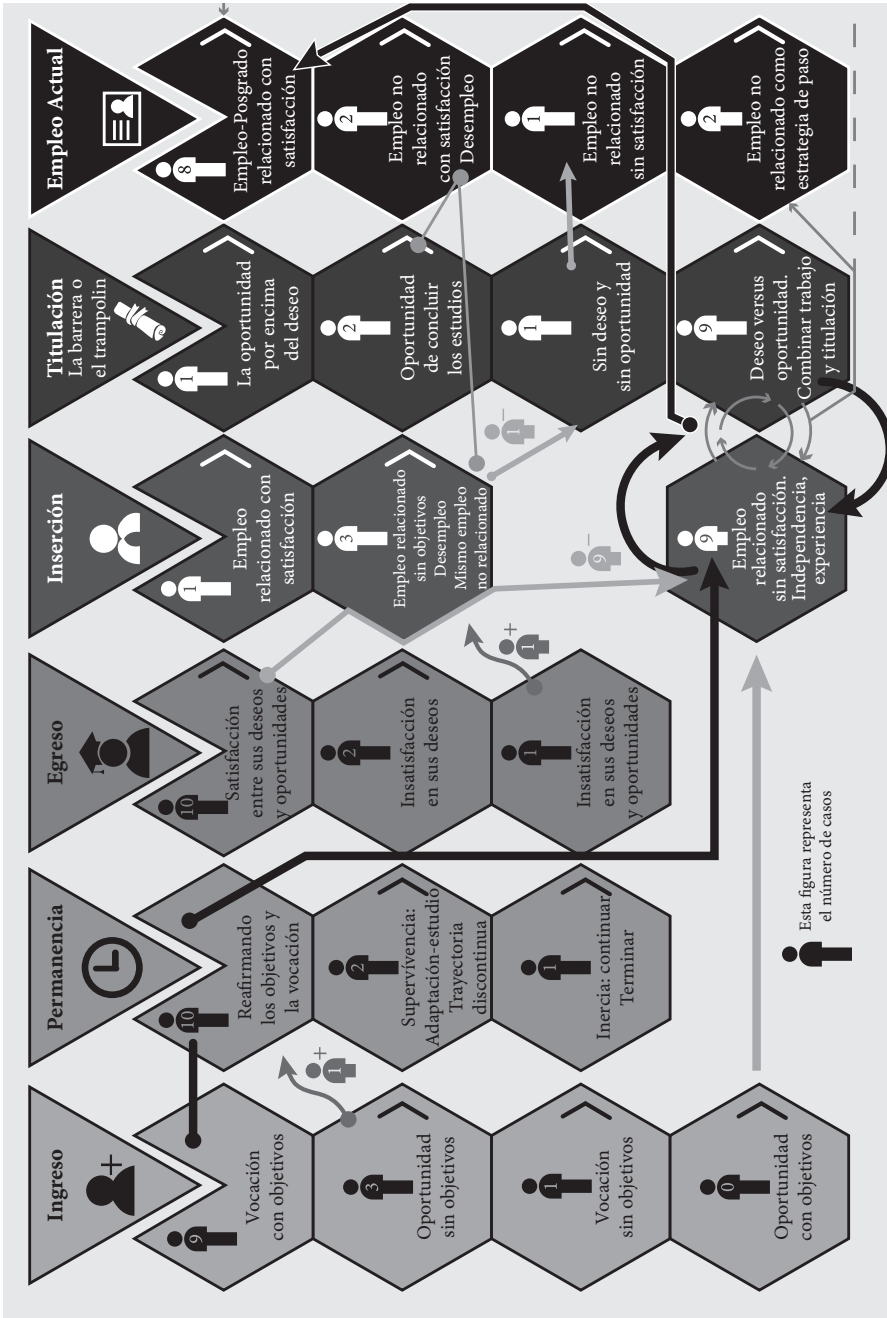 Ingreso
9
Vocación
con objetivos
3
Oportunidad
sin objetivos
1
Vocación
sin objetivos
0
Oportunidad
con objetivos
+
1
Permanencia
10
Reafirmando
los objetivos y
la vocación
2
Supervívencia:
Adaptación-estudio
Trayectoria
discontinua
1
Inercia: continuar,
Terminar
Egreso
10
Satisfacción
entre sus deseos
y oportunidades
2
Insatisfacción
en sus deseos
1
Insatisfacción
en sus deseos
y oportunidades
+
1
Inserción
1
Empleo
relacionado con
satisfacción
3
Empleo relacionado
sin objetivos
Desempleo
Mismo empleo
no relacionado
9
−
9
Empleo
relacionado
sin satisfacción.
Independencia,
experiencia
1
−
Titulación
La barrera o
el trampolin
1
La oportunidad
por encima
del deseo
2
Oportunidad
de concluir
los estudios
1
Sin deseo y
sin oportunidad
9
Deseo versus
oportunidad.
Combinar trabajo
y titulación
Empleo Actual
8
Empleo-Posgrado
relacionado con
satisfacción
2
Empleo no
relacionado
con satisfacción
Desempleo
1
Empleo no
relacionado
sin satisfacción
2
Empleo no
relacionado como
estrategia de paso
Esta figura representa
el número de casos